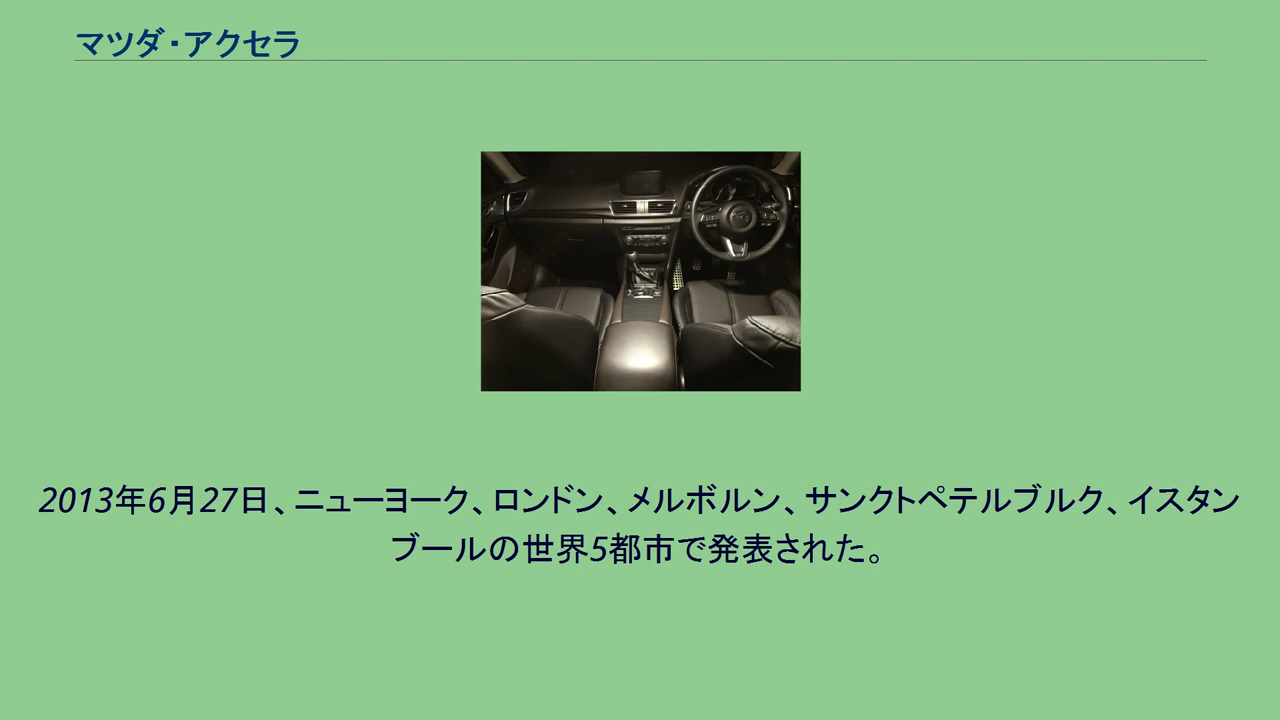 マツダ・アクセラ
2013年6月27日、ニューヨーク、ロンドン、メルボルン、サンクトペテルブルク、イスタン
ブールの世界5都市で発表された。